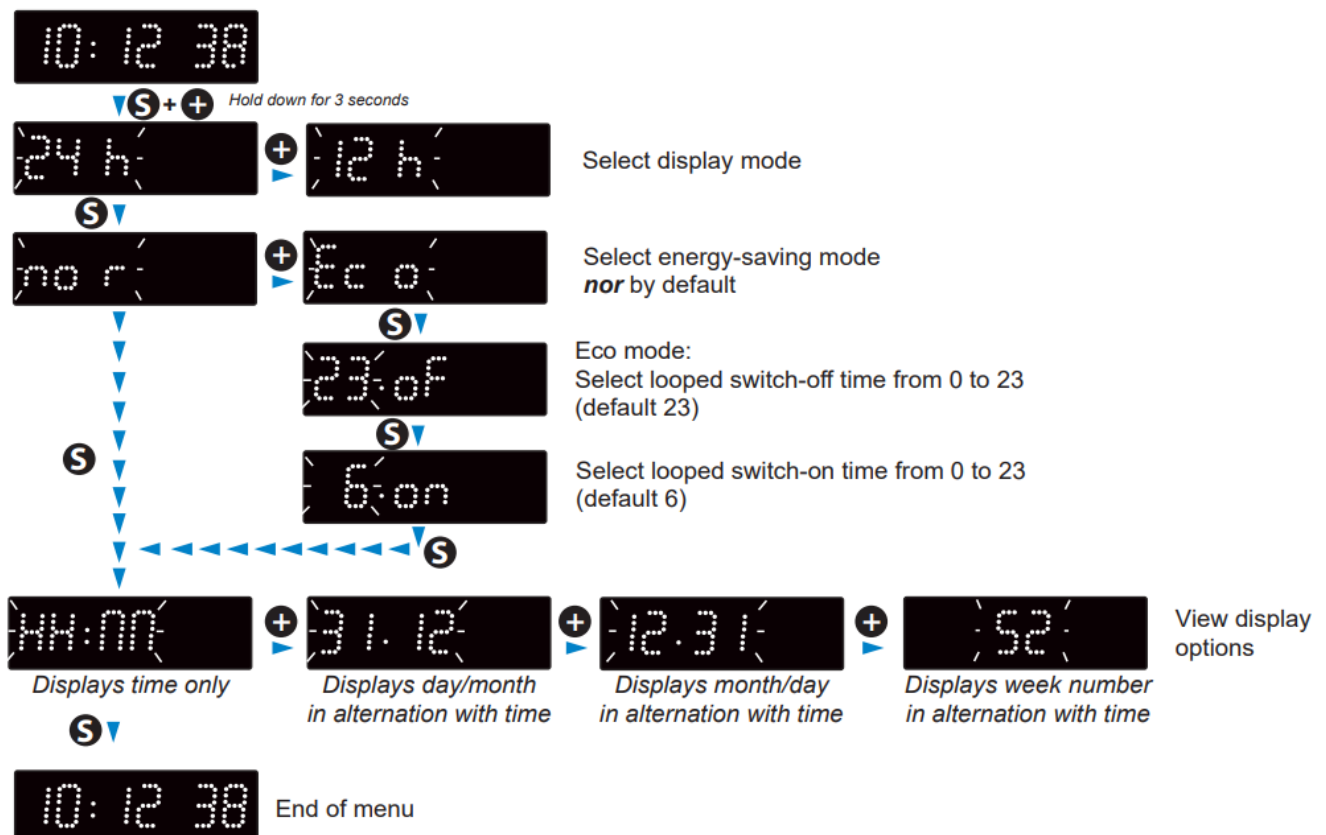 10: 12 38
S + + Hold down for 3 seconds
24 h + 12 h Select display mode
S
no r + Ec o Select energy-saving mode
nor by default
S
Eco mode:
23:oF Select looped switch-off time from 0 to 23
(default 23)
S
S
6:on Select looped switch-on time from 0 to 23
(default 6)
S
HH:MM + 31. 12 + 12.31 + 52 View display
options
Displays time only
Displays day/month
in alternation with time
Displays month/day
in alternation with time
Displays week number
in alternation with time
S
10: 12 38 End of menu